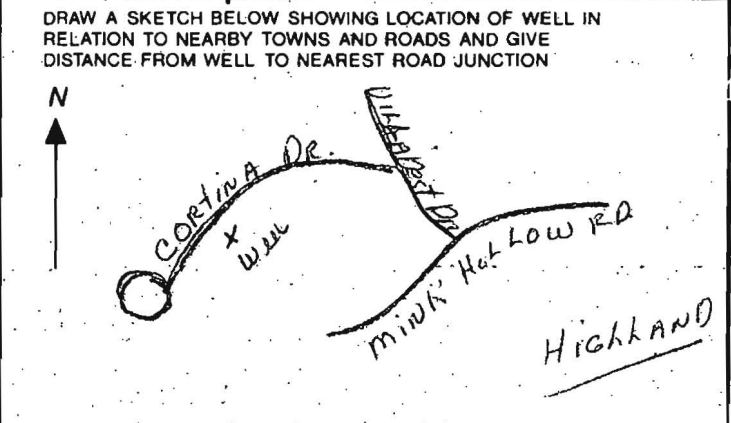 DRAW A SKETCH BELOW SHOWING LOCATION OF WELL IN
RELATION TO NEARBY TOWNS AND ROADS AND GIVE
DISTANCE FROM WELL TO NEAREST ROAD JUNCTION
N
CORTINA DR.
X
Well
MINK HOLLOW RD
HIGHLAND